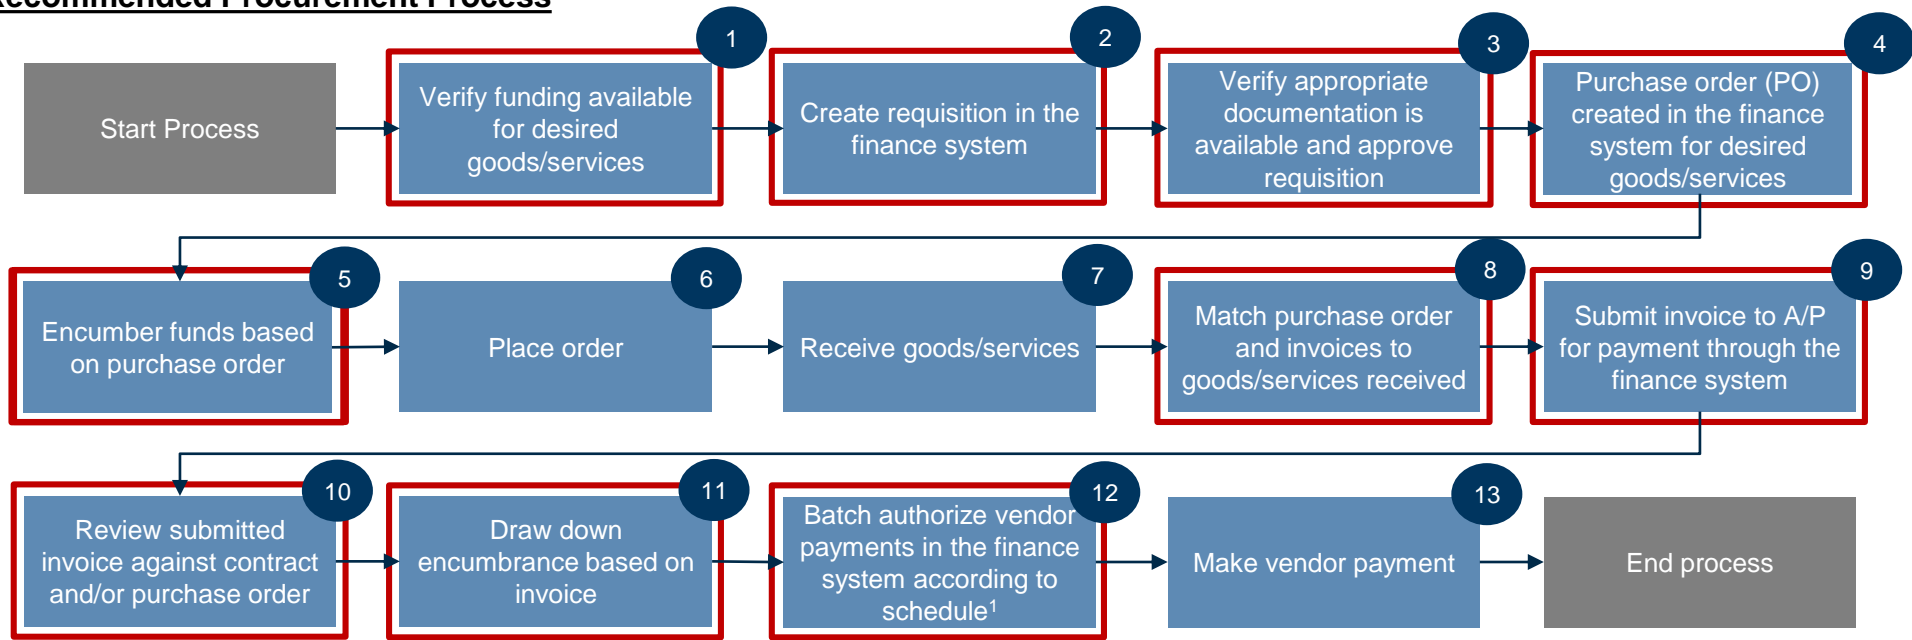 Recommended Procurement Process
1
2
3
4
Start Process
Verify funding available
for desired
goods/services
Create requisition in the
finance system
Verify appropriate
documentation is
available and approve
requisition
Purchase order (PO)
created in the finance
system for desired
goods/services
5
6
7
8
9
Encumber funds based
on purchase order
Place order
Receive goods/services
Match purchase order
and invoices to
goods/services received
Submit invoice to A/P
for payment through the
finance system
10
11
12
13
Review submitted
invoice against contract
and/or purchase order
Draw down
encumbrance based on
invoice
Batch authorize vendor
payments in the finance
system according to
schedule¹
Make vendor payment
End process